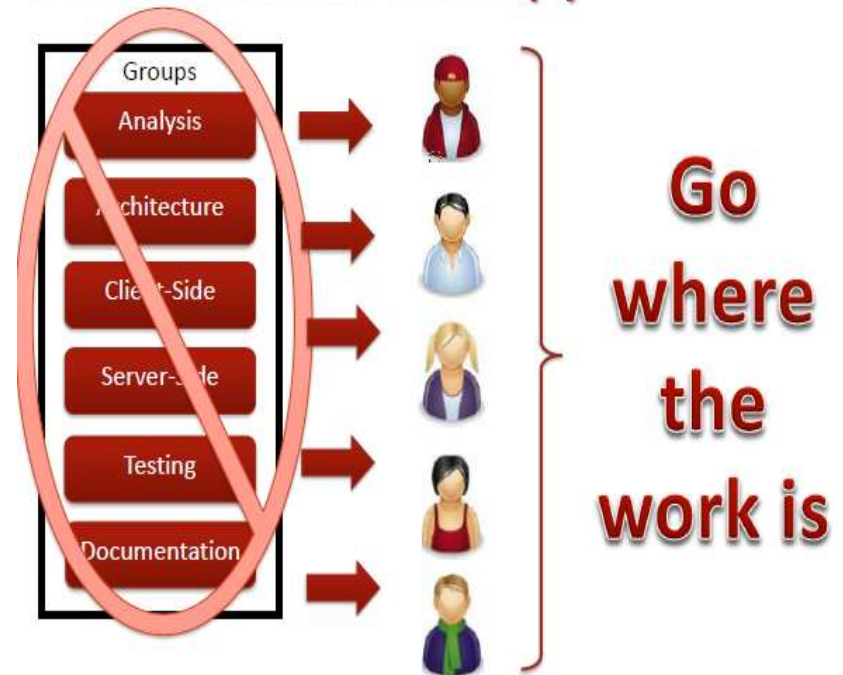 Groups
Analysis
Architecture
Client-Side
Server-Side
Testing
Documentation
Go
where
the
work is